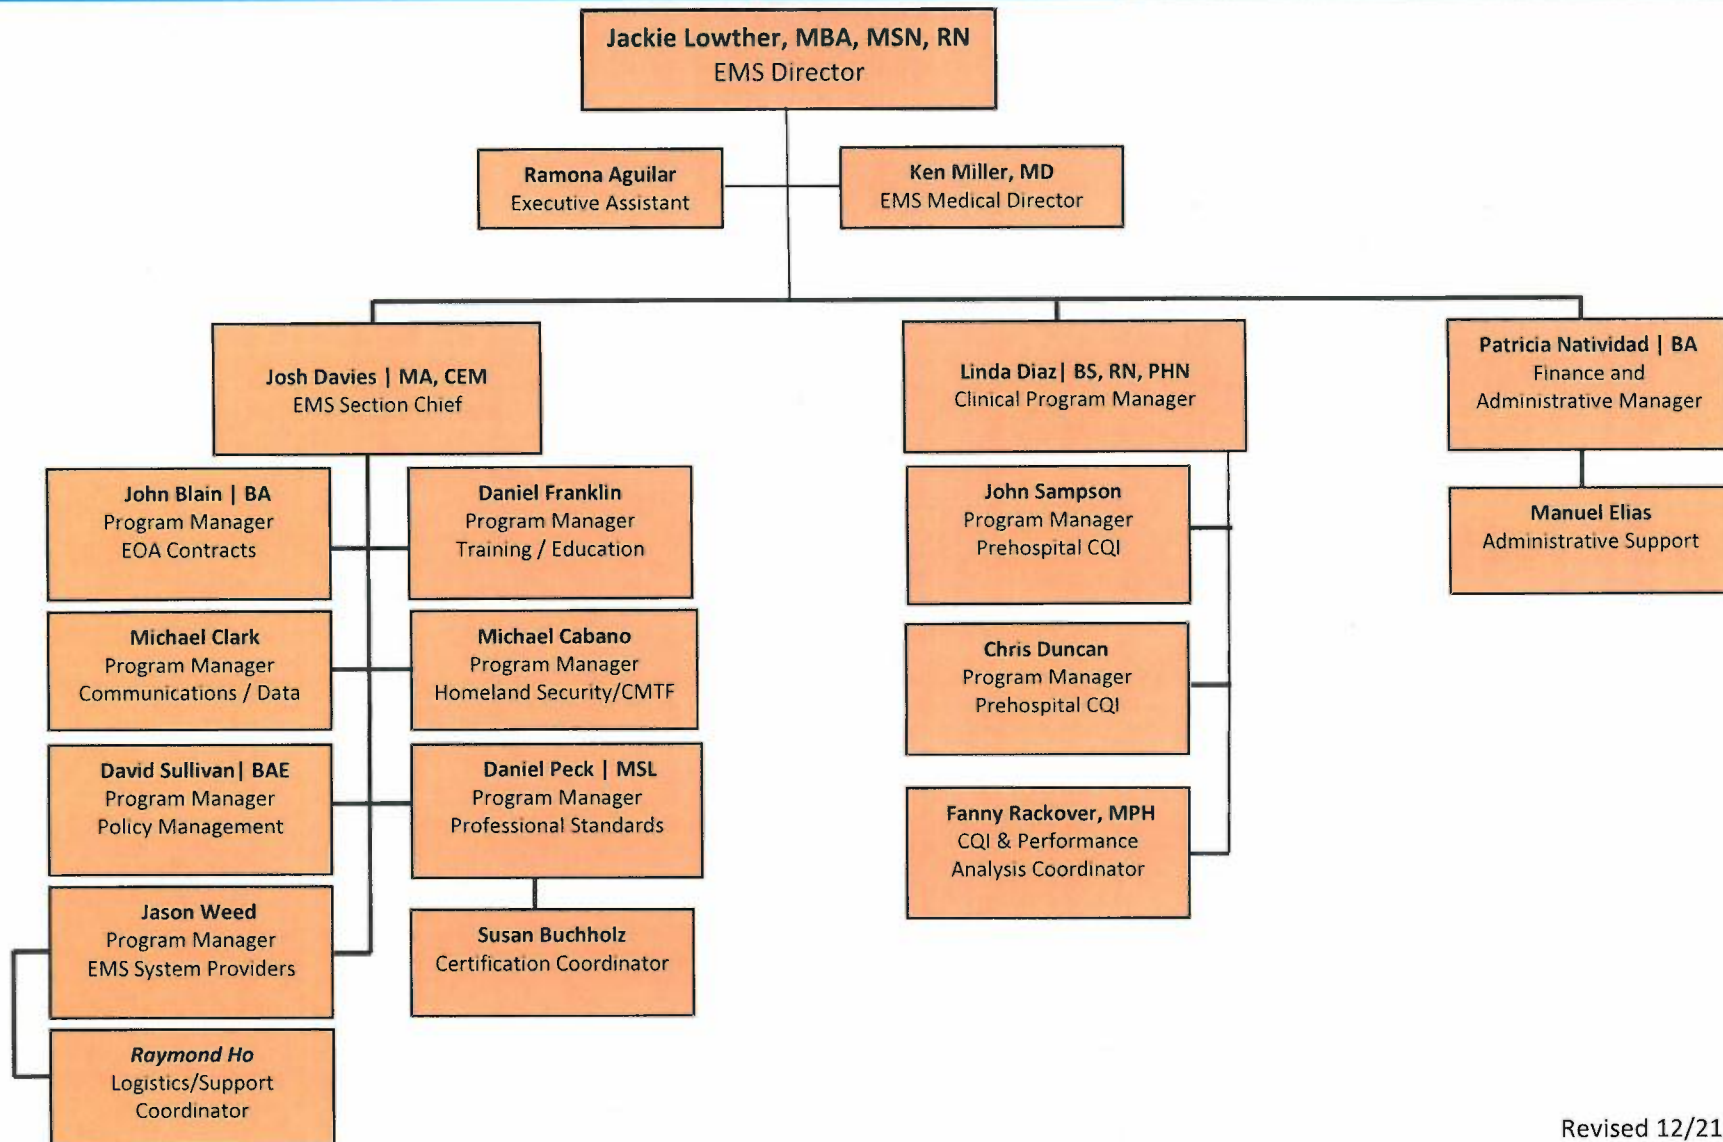 Jackie Lowther, MBA, MSN, RN
EMS Director
Ramona Aguilar
Executive Assistant
Ken Miller, MD
EMS Medical Director
Josh Davies | MA, CEM
EMS Section Chief
Linda Diaz| BS, RN, PHN
Clinical Program Manager
Patricia Natividad | BA
Finance and
Administrative Manager
John Blain | BA
Program Manager
EOA Contracts
Daniel Franklin
Program Manager
Training / Education
John Sampson
Program Manager
Prehospital CQI
Manuel Elias
Administrative Support
Michael Clark
Program Manager
Communications / Data
Michael Cabano
Program Manager
Homeland Security/CMTF
Chris Duncan
Program Manager
Prehospital CQI
David Sullivan| BAE
Program Manager
Policy Management
Daniel Peck | MSL
Program Manager
Professional Standards
Fanny Rackover, MPH
CQI & Performance
Analysis Coordinator
Jason Weed
Program Manager
EMS System Providers
Susan Buchholz
Certification Coordinator
Raymond Ho
Logistics/Support
Coordinator
Revised 12/21